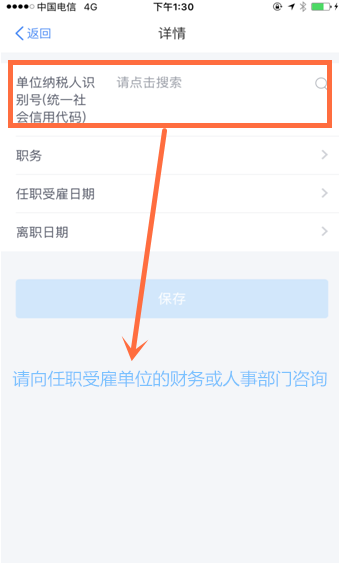 中国电信 4G 下午1:30
返回 详情
单位纳税人识 请点击搜索
别号(统一社
会信用代码)
职务
任职受雇日期
离职日期
保存
请向任职受雇单位的财务或人事部门咨询